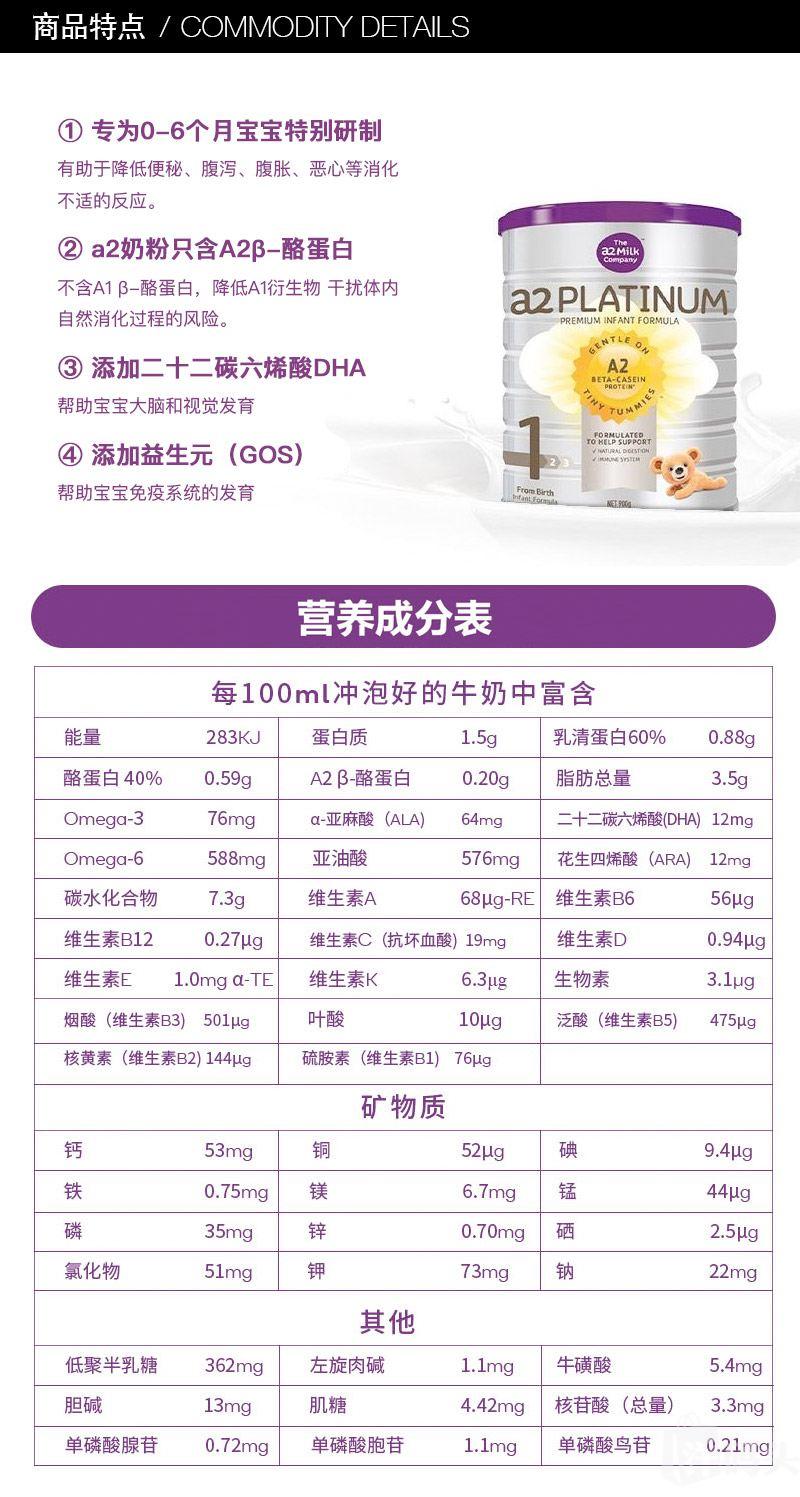 商品特点 / COMMODITY DETAILS
① 专为0-6个月宝宝特别研制
有助于降低便秘、腹泻、腹胀、恶心等消化
不适的反应。
② a2奶粉只含A2β-酪蛋白
不含A1 β-酪蛋白，降低A1衍生物 干扰体内
自然消化过程的风险。
③ 添加二十二碳六烯酸DHA
帮助宝宝大脑和视觉发育
④ 添加益生元（GOS）
帮助宝宝免疫系统的发育
The
a2 Milk
Company
a2 PLATINUM
PREMIUM INFANT FORMULA
GENTLE ON
A2
BETA-CASEIN
PROTEIN*
TINY TUMMIES
FORMULATED
TO HELP SUPPORT
✓ NATURAL DIGESTION
✓ IMMUNE SYSTEM
1 2 3
From Birth
Infant Formula
NET 900g
营养成分表
每100ml冲泡好的牛奶中富含
能量 283KJ 蛋白质 1.5g 乳清蛋白60% 0.88g
酪蛋白 40% 0.59g A2 β-酪蛋白 0.20g 脂肪总量 3.5g
Omega-3 76mg α-亚麻酸（ALA) 64mg 二十二碳六烯酸(DHA) 12mg
Omega-6 588mg 亚油酸 576mg 花生四烯酸（ARA) 12mg
碳水化合物 7.3g 维生素A 68μg-RE 维生素B6 56μg
维生素B12 0.27μg 维生素C（抗坏血酸) 19mg 维生素D 0.94μg
维生素E 1.0mg α-TE 维生素K 6.3μg 生物素 3.1μg
烟酸（维生素B3) 501μg 叶酸 10μg 泛酸（维生素B5) 475μg
核黄素（维生素B2) 144μg 硫胺素（维生素B1) 76μg
矿物质
钙 53mg 铜 52μg 碘 9.4μg
铁 0.75mg 镁 6.7mg 锰 44μg
磷 35mg 锌 0.70mg 硒 2.5μg
氯化物 51mg 钾 73mg 钠 22mg
其他
低聚半乳糖 362mg 左旋肉碱 1.1mg 牛磺酸 5.4mg
胆碱 13mg 肌糖 4.42mg 核苷酸（总量） 3.3mg
单磷酸腺苷 0.72mg 单磷酸胞苷 1.1mg 单磷酸鸟苷 0.21mg